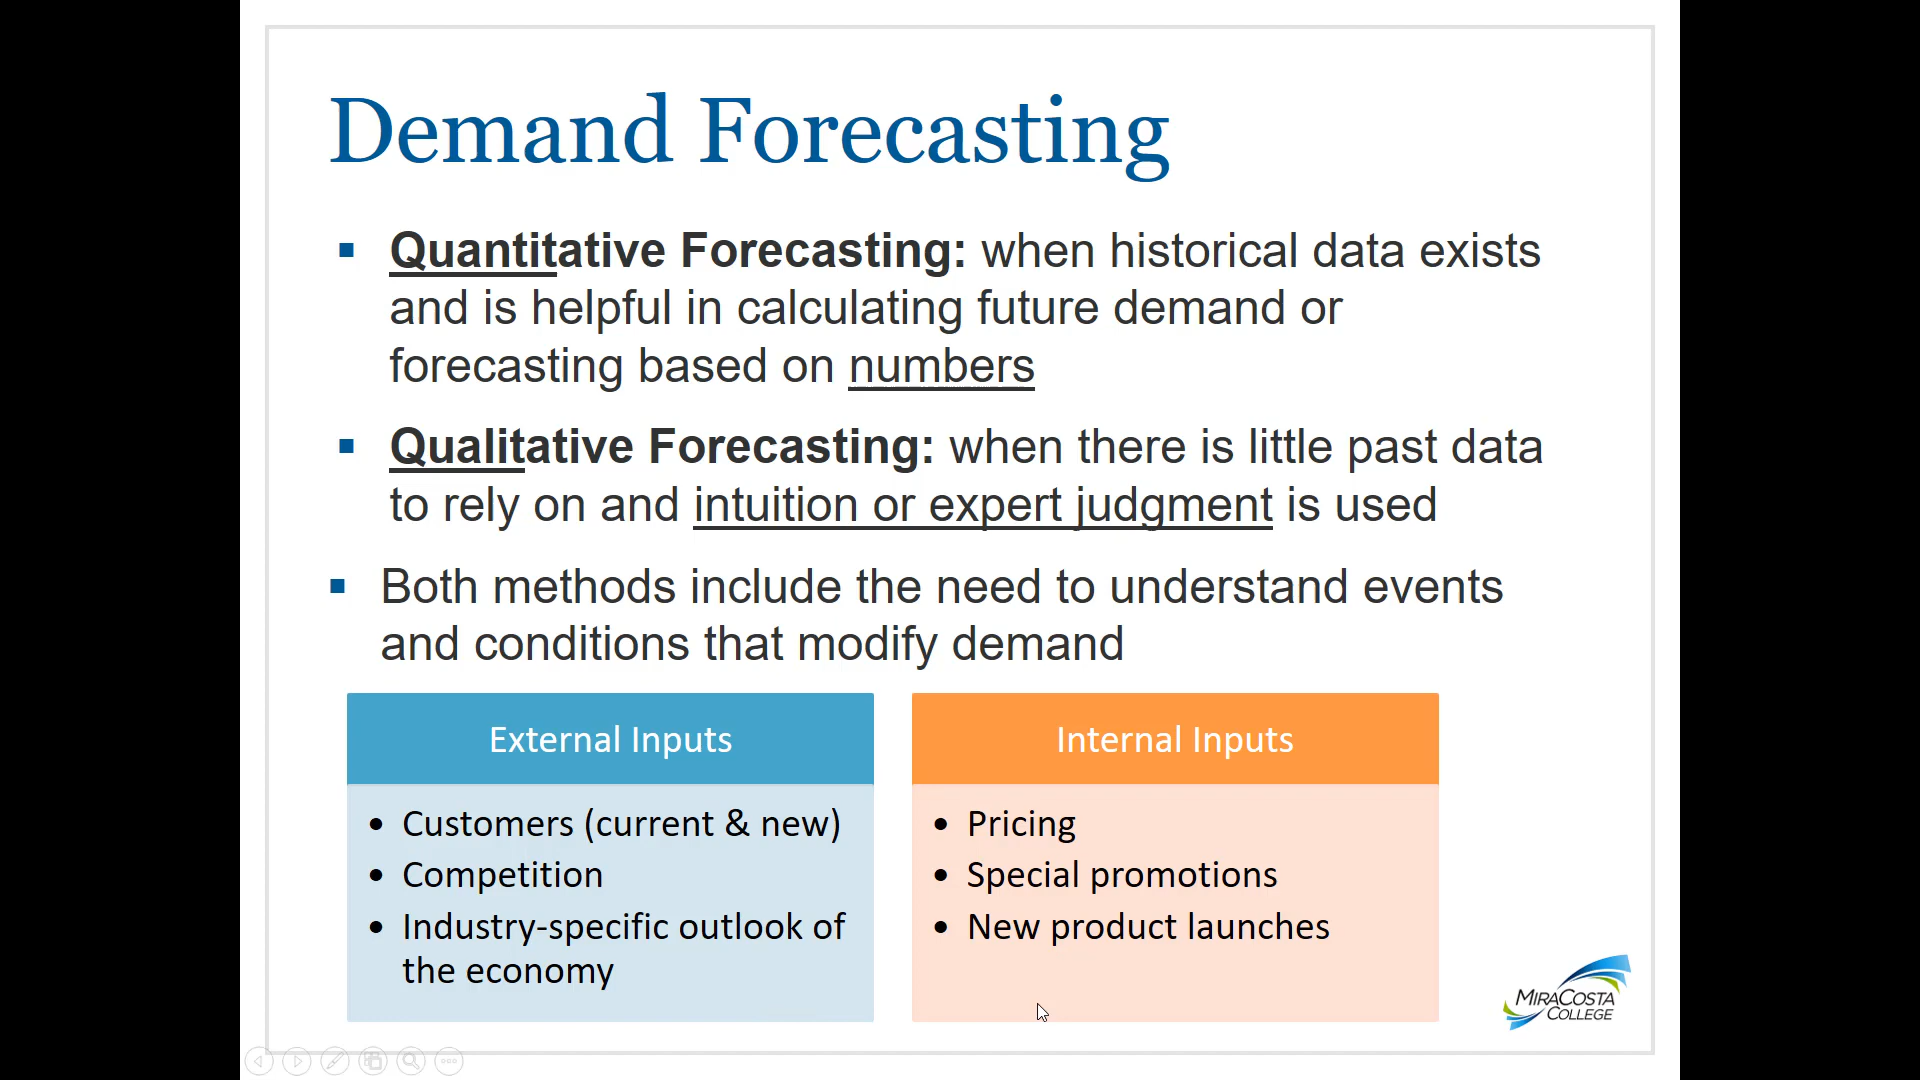 Demand Forecasting
Quantitative Forecasting: when historical data exists
and is helpful in calculating future demand or
forecasting based on numbers
Qualitative Forecasting: when there is little past data
to rely on and intuition or expert judgment is used
Both methods include the need to understand events
and conditions that modify demand
External Inputs
• Customers (current & new)
• Competition
• Industry-specific outlook of
the economy
Internal Inputs
• Pricing
• Special promotions
• New product launches
MIRACOSTA
COLLEGE